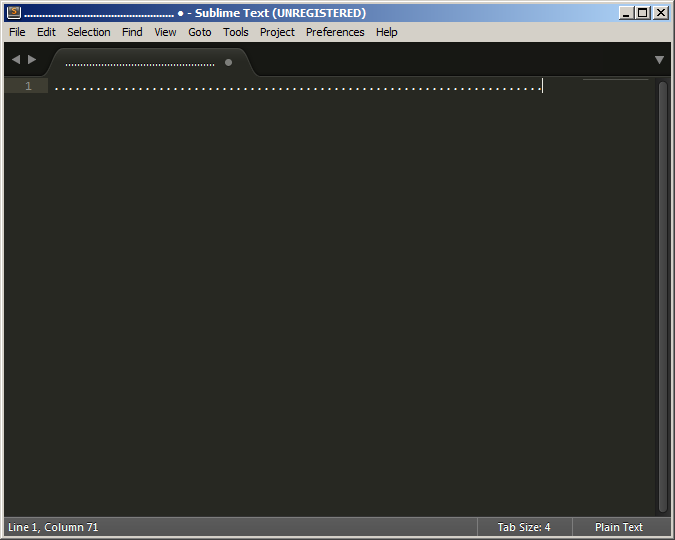 .................................................. • - Sublime Text (UNREGISTERED)
File Edit Selection Find View Goto Tools Project Preferences Help
..................................................
1 ......................................................................
Line 1, Column 71 Tab Size: 4 Plain Text